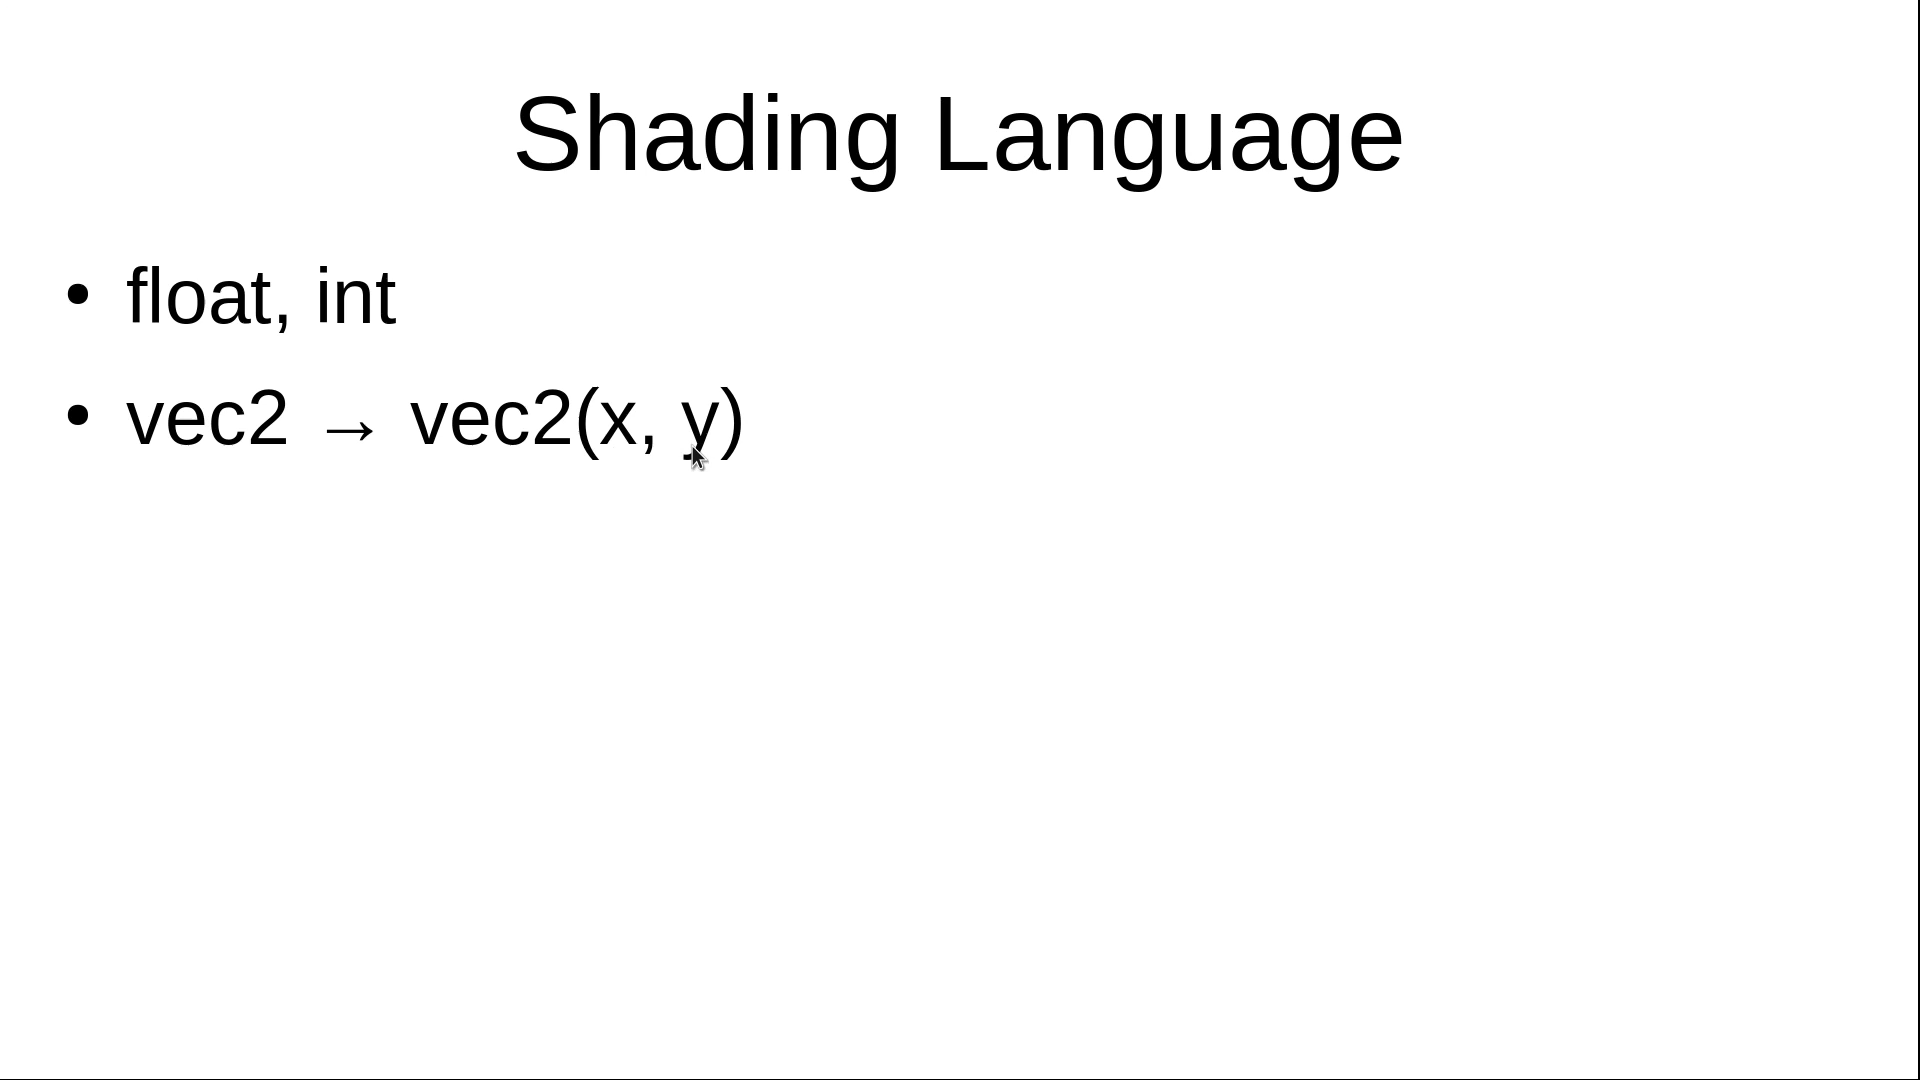 Shading Language
• float, int
• vec2 → vec2(x, y)